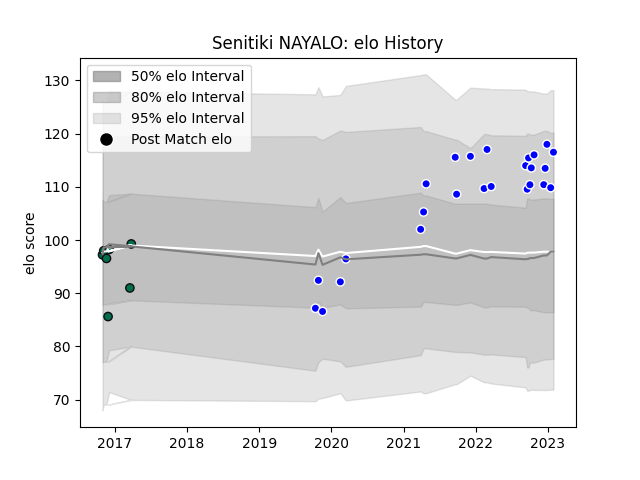 Senitiki NAYALO: elo History
50% elo Interval
80% elo Interval
95% elo Interval
Post Match elo
elo score
130
120
110
100
90
80
70
2017 2018 2019 2020 2021 2022 2023